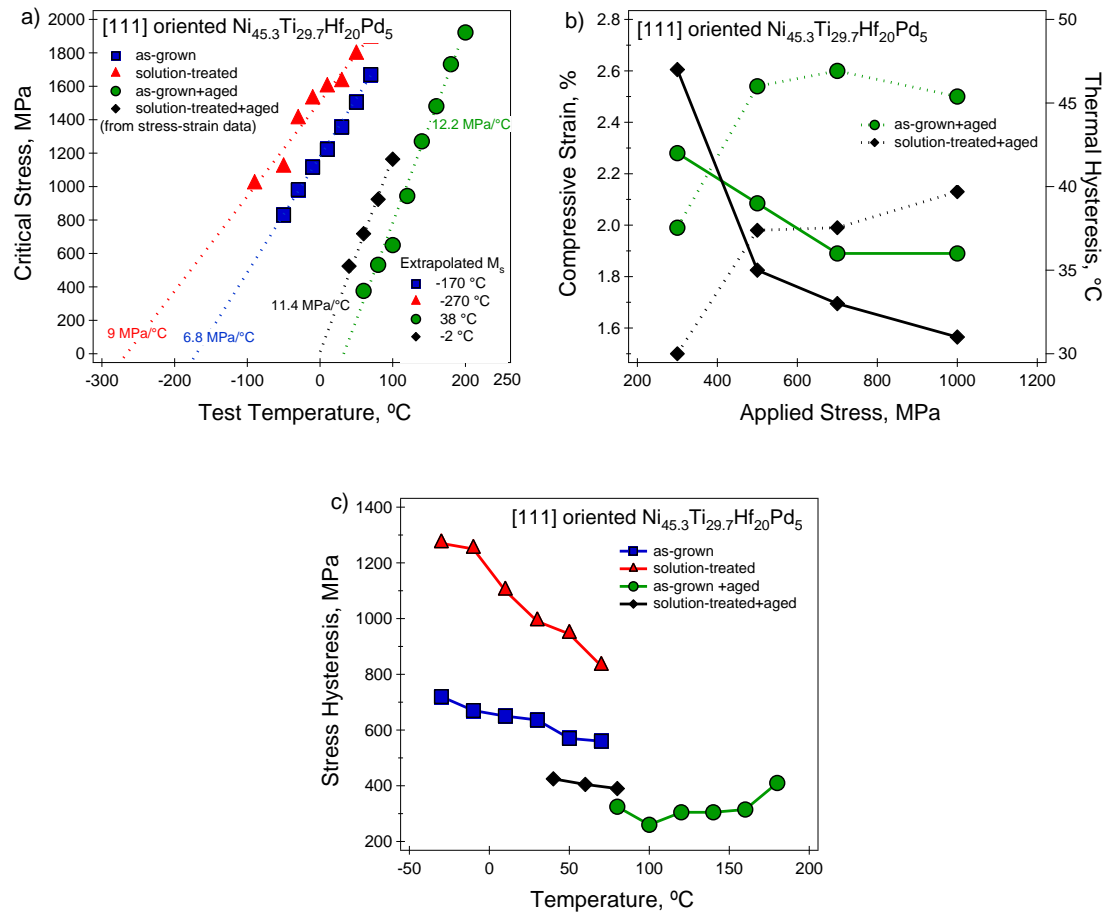 a)
[111] oriented Ni45.3Ti29.7Hf20Pd5
as-grown
solution-treated
as-grown+aged
solution-treated+aged
(from stress-strain data)
12.2 MPa/°C
11.4 MPa/°C
9 MPa/°C
6.8 MPa/°C
Extrapolated Ms
-170 °C
-270 °C
38 °C
-2 °C
Critical Stress, MPa
2000
1800
1600
1400
1200
1000
800
600
400
200
0
-300
-200
-100
0
100
200
250
Test Temperature, ºC
b)
[111] oriented Ni45.3Ti29.7Hf20Pd5
as-grown+aged
solution-treated+aged
Compressive Strain, %
2.8
2.6
2.4
2.2
2.0
1.8
1.6
Thermal Hysteresis, °C
50
45
40
35
30
200
400
600
800
1000
1200
Applied Stress, MPa
c)
[111] oriented Ni45.3Ti29.7Hf20Pd5
as-grown
solution-treated
as-grown +aged
solution-treated+aged
Stress Hysteresis, MPa
1400
1200
1000
800
600
400
200
-50
0
50
100
150
200
Temperature, ºC